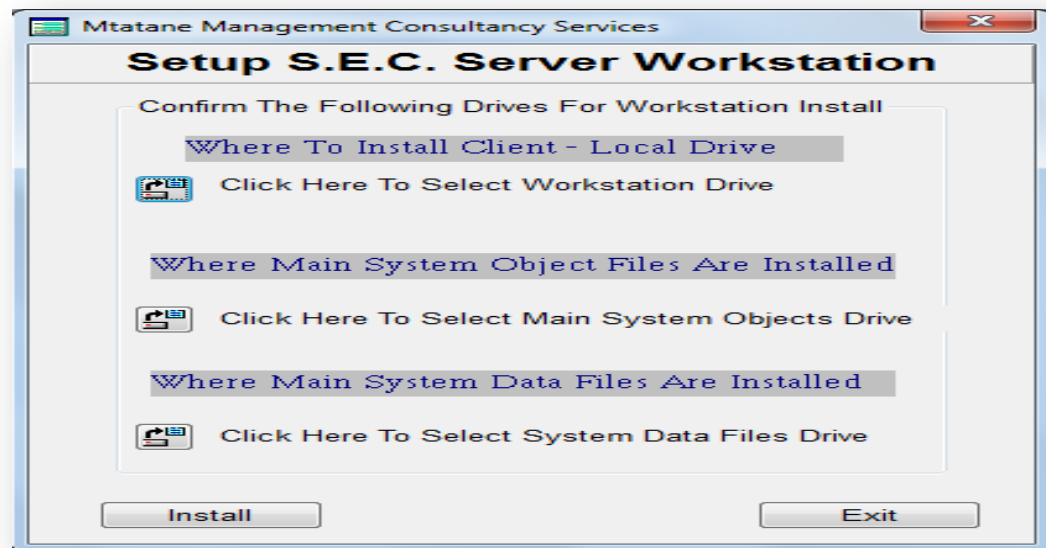 Mtatane Management Consultancy Services
Setup S.E.C. Server Workstation
Confirm The Following Drives For Workstation Install
Where To Install Client - Local Drive
Click Here To Select Workstation Drive
Where Main System Object Files Are Installed
Click Here To Select Main System Objects Drive
Where Main System Data Files Are Installed
Click Here To Select System Data Files Drive
Install Exit